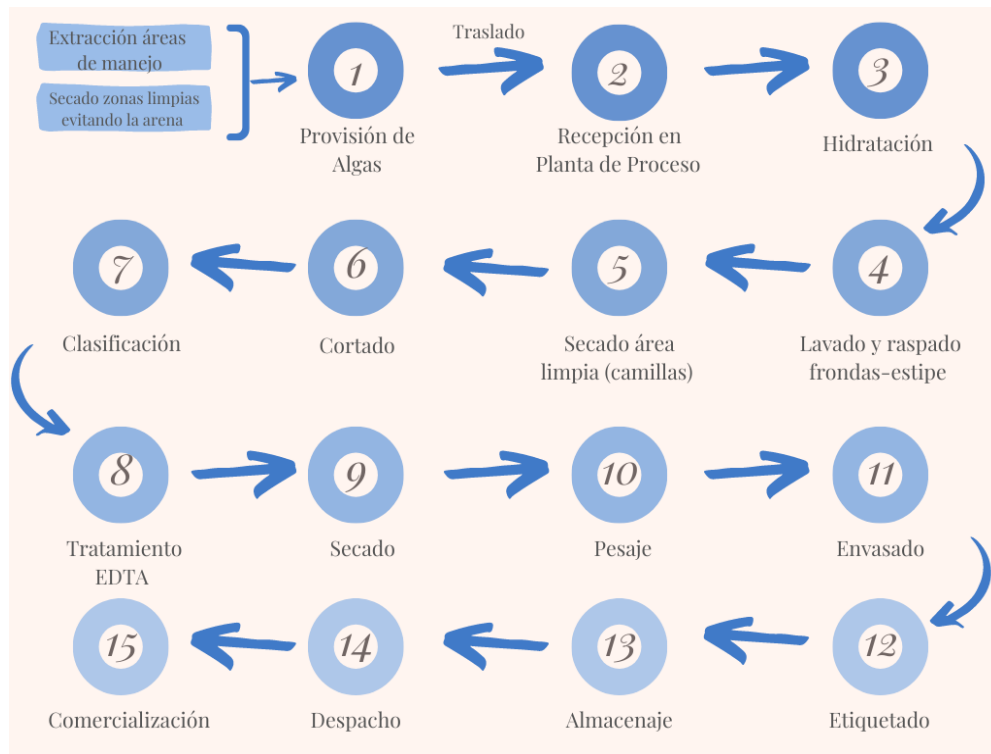 Extracción áreas
de manejo
Secado zonas limpias
evitando la arena
1
Provisión de
Algas
Traslado
2
Recepción en
Planta de Proceso
3
Hidratación
4
Lavado y raspado
frondas-estipe
5
Secado área
limpia (camillas)
6
Cortado
7
Clasificación
8
Tratamiento
EDTA
9
Secado
10
Pesaje
11
Envasado
12
Etiquetado
13
Almacenaje
14
Despacho
15
Comercialización